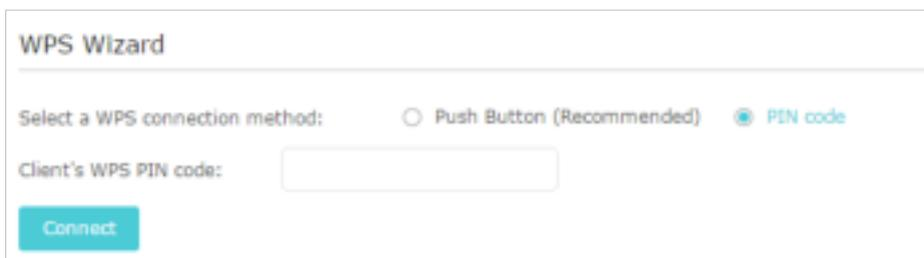 WPS Wizard
Select a WPS connection method: Push Button (Recommended) PIN code
Client's WPS PIN code:
Connect